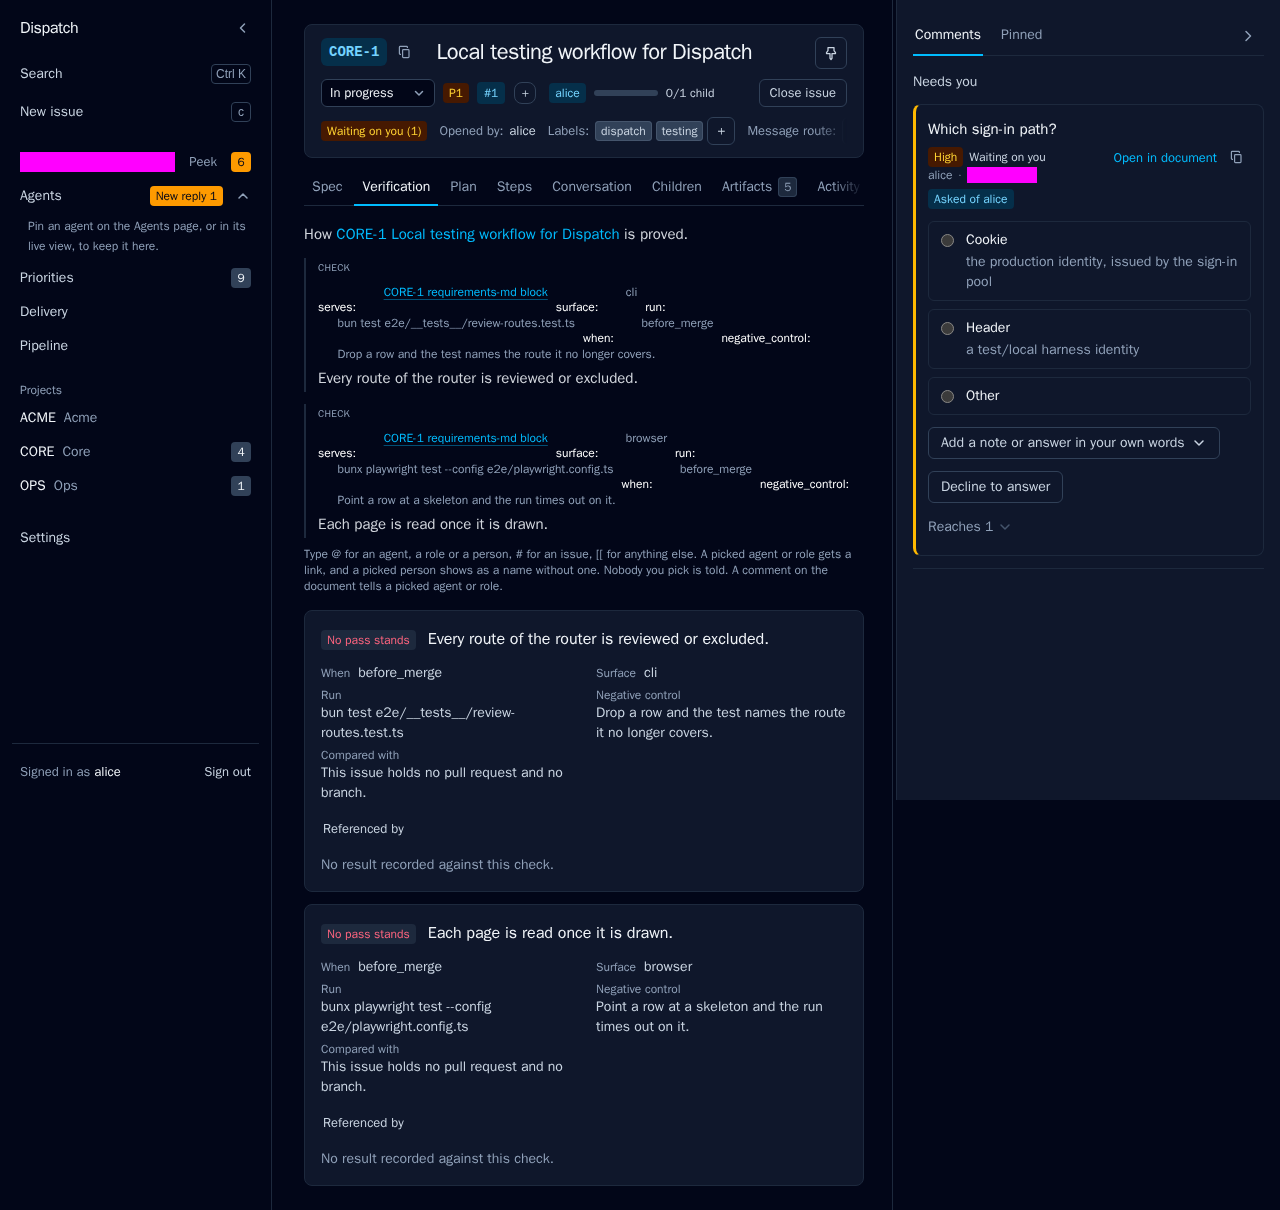 Dispatch
Search Ctrl K
New issue c
Peek 6
Agents New reply 1
Pin an agent on the Agents page, or in its
live view, to keep it here.
Priorities 9
Delivery
Pipeline
Projects
ACME Acme
CORE Core 4
OPS Ops 1
Settings
Signed in as alice Sign out
CORE-1 Local testing workflow for Dispatch
In progress P1 #1 + alice 0/1 child Close issue
Waiting on you (1) Opened by: alice Labels: dispatch testing + Message route:
Spec Verification Plan Steps Conversation Children Artifacts 5 Activity
How CORE-1 Local testing workflow for Dispatch is proved.
CHECK
CORE-1 requirements-md block cli
serves: surface: run:
bun test e2e/__tests__/review-routes.test.ts before_merge
when: negative_control:
Drop a row and the test names the route it no longer covers.
Every route of the router is reviewed or excluded.
CHECK
CORE-1 requirements-md block browser
serves: surface: run:
bunx playwright test --config e2e/playwright.config.ts before_merge
when: negative_control:
Point a row at a skeleton and the run times out on it.
Each page is read once it is drawn.
Type @ for an agent, a role or a person, # for an issue, [[ for anything else. A picked agent or role gets a
link, and a picked person shows as a name without one. Nobody you pick is told. A comment on the
document tells a picked agent or role.
No pass stands Every route of the router is reviewed or excluded.
When before_merge Surface cli
Run Negative control
bun test e2e/__tests__/review- Drop a row and the test names the route
routes.test.ts it no longer covers.
Compared with
This issue holds no pull request and no
branch.
Referenced by
No result recorded against this check.
No pass stands Each page is read once it is drawn.
When before_merge Surface browser
Run Negative control
bunx playwright test --config Point a row at a skeleton and the run
e2e/playwright.config.ts times out on it.
Compared with
This issue holds no pull request and no
branch.
Referenced by
No result recorded against this check.
Comments Pinned
Needs you
Which sign-in path?
High Waiting on you Open in document
alice ·
Asked of alice
Cookie
the production identity, issued by the sign-in
pool
Header
a test/local harness identity
Other
Add a note or answer in your own words
Decline to answer
Reaches 1